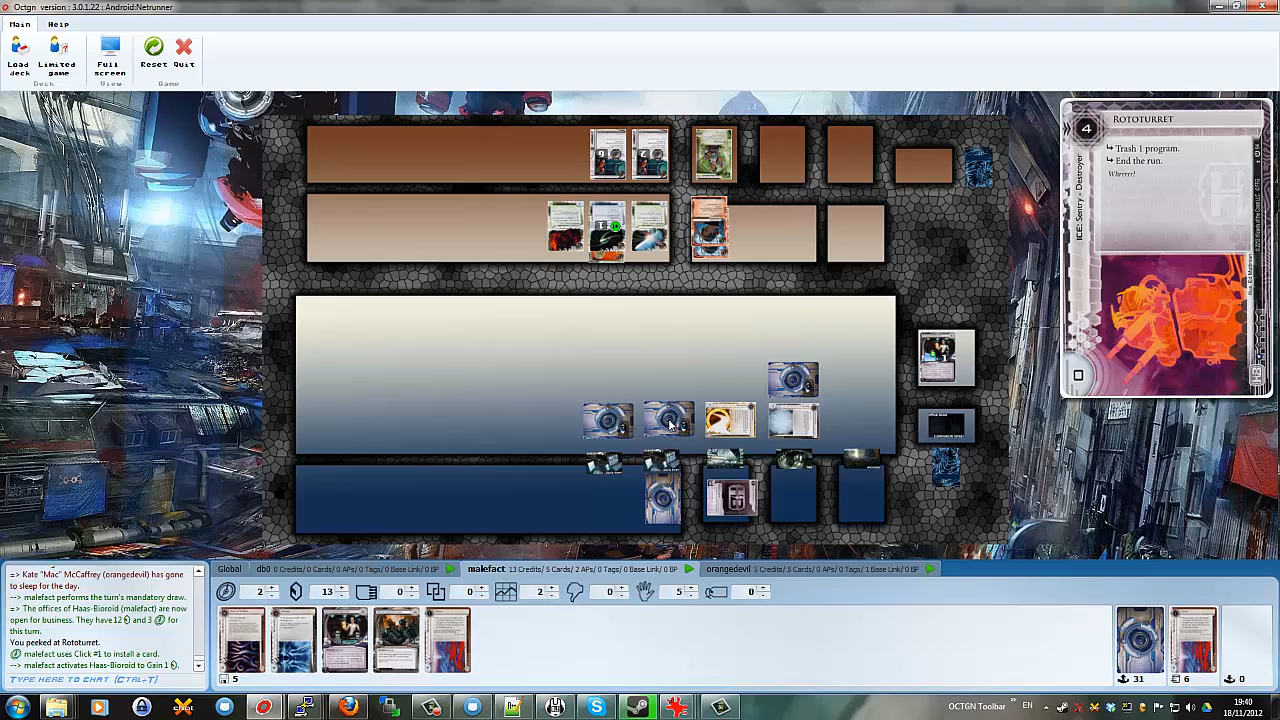 Octgn version : 3.0.1.22 : Android:Netrunner
Main Help
Load deck
Limited game
Full screen
Reset
Quit
Deck
View
Game
4
ROTOTURRET
Trash 1 program.
End the run.
Whrrrr!
ICE: Sentry - Destroyer
=> Kate "Mac" McCaffrey (orangedevil) has gone to sleep for the day.
--> malefact performs the turn's mandatory draw.
=> The offices of Haas-Bioroid (malefact) are now open for business. They have 12 and 3 for this turn.
You peeked at Rototurret.
malefact uses Click #1 to install a card.
--> malefact activates Haas-Bioroid to Gain 1
TYPE HERE TO CHAT (CTRL+T)
Global
db0 0 Credits/ 0 Cards/ 0 APs/ 0 Tags/ 0 Base Link/ 0 BP
malefact 13 Credits/ 5 Cards/ 2 APs/ 0 Tags/ 0 Base Link/ 0 BP
orangedevil 5 Credits/ 5 Cards/ 0 APs/ 0 Tags/ 1 Base Link/ 0 BP
2 13 0 0 2 0 5 0
5
31 6 0
OCTGN Toolbar
EN
19:40
18/11/2012